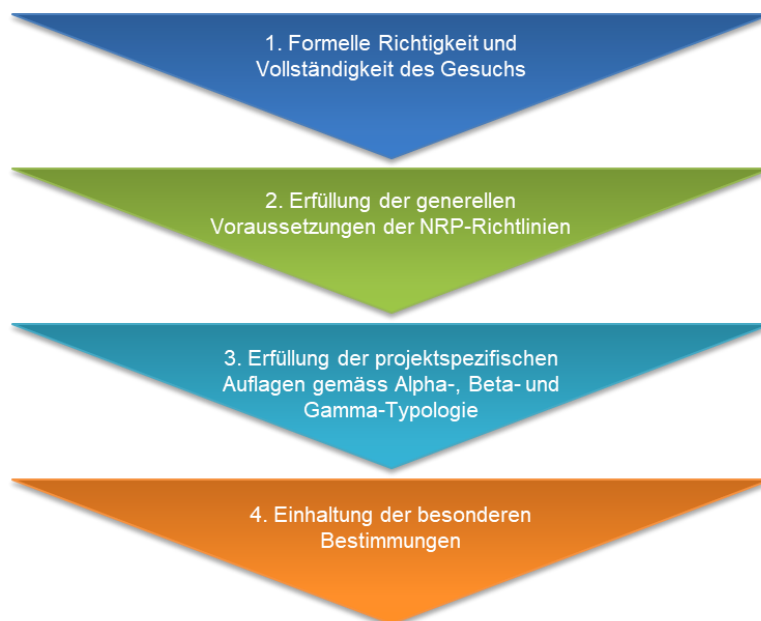 1. Formelle Richtigkeit und
Vollständigkeit des Gesuchs
2. Erfüllung der generellen
Voraussetzungen der NRP-Richtlinien
3. Erfüllung der projektspezifischen
Auflagen gemäss Alpha-, Beta- und
Gamma-Typologie
4. Einhaltung der besonderen
Bestimmungen